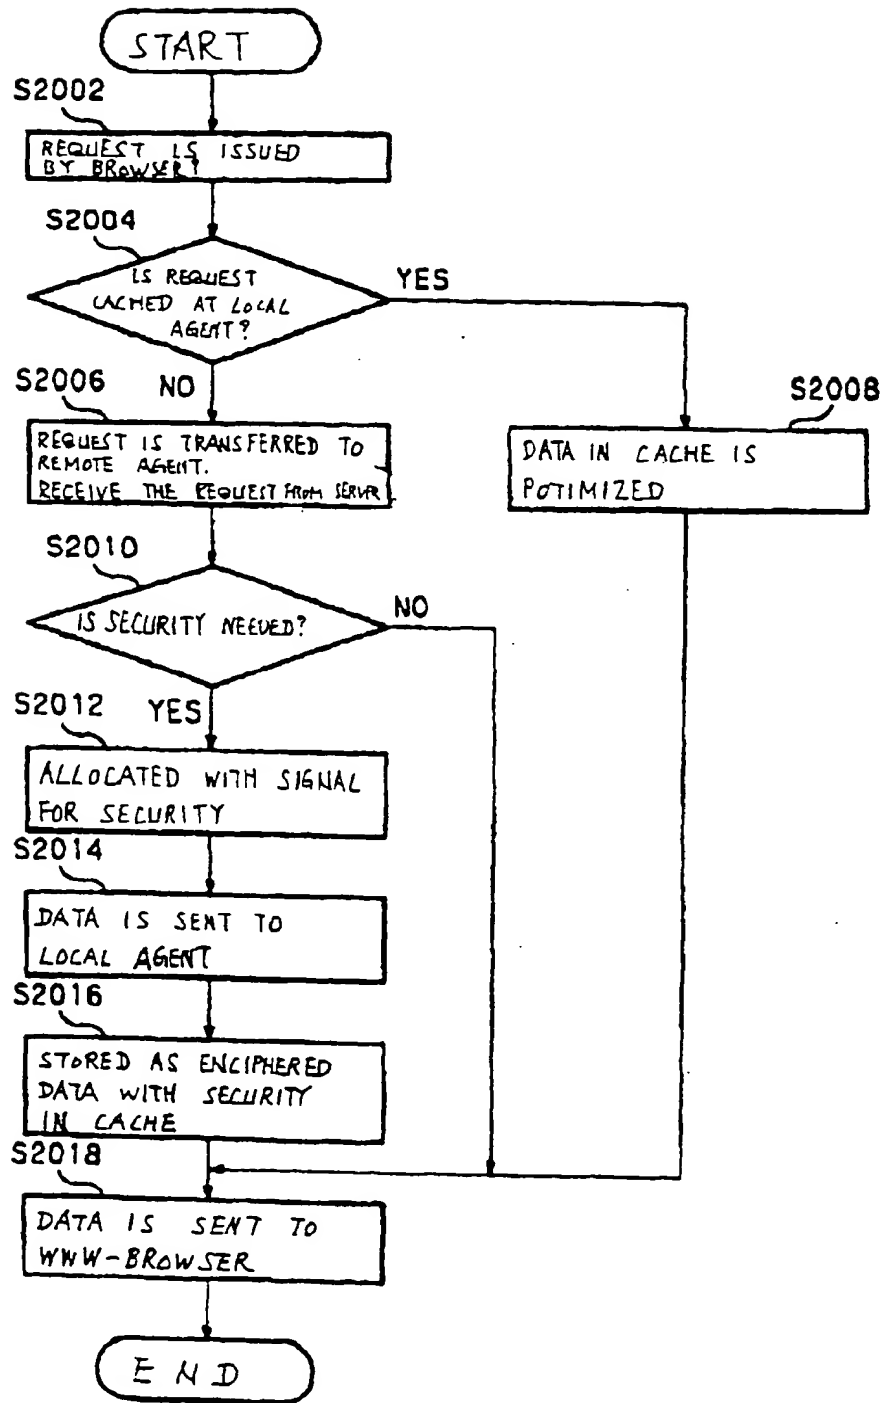 START
S2002
REQUEST IS ISSUED
BY BROWSER?
S2004
IS REQUEST
CACHED AT LOCAL
AGENT?
YES
NO
S2006
REQUEST IS TRANSFERRED TO
REMOTE AGENT.
RECEIVE THE REQUEST FROM SERVER
S2008
DATA IN CACHE IS
POTIMIZED
S2010
IS SECURITY NEEDED?
NO
YES
S2012
ALLOCATED WITH SIGNAL
FOR SECURITY
S2014
DATA IS SENT TO
LOCAL AGENT
S2016
STORED AS ENCIPHERED
DATA WITH SECURITY
IN CACHE
S2018
DATA IS SENT TO
WWW-BROWSER
END